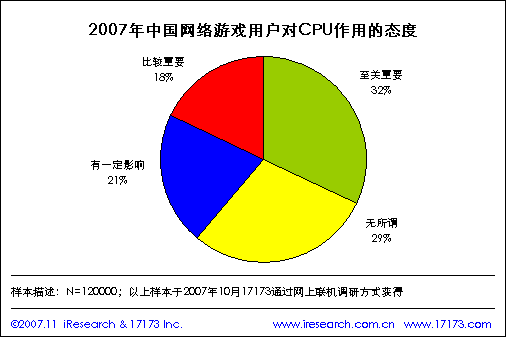 2007年中国网络游戏用户对CPU作用的态度
比较重要
18%
至关重要
32%
有一定影响
21%
无所谓
29%
样本描述：N=120000；以上样本于2007年10月17173通过网上联机调研方式获得
©2007.11 iResearch & 17173 Inc. www.iresearch.com.cn www.17173.com